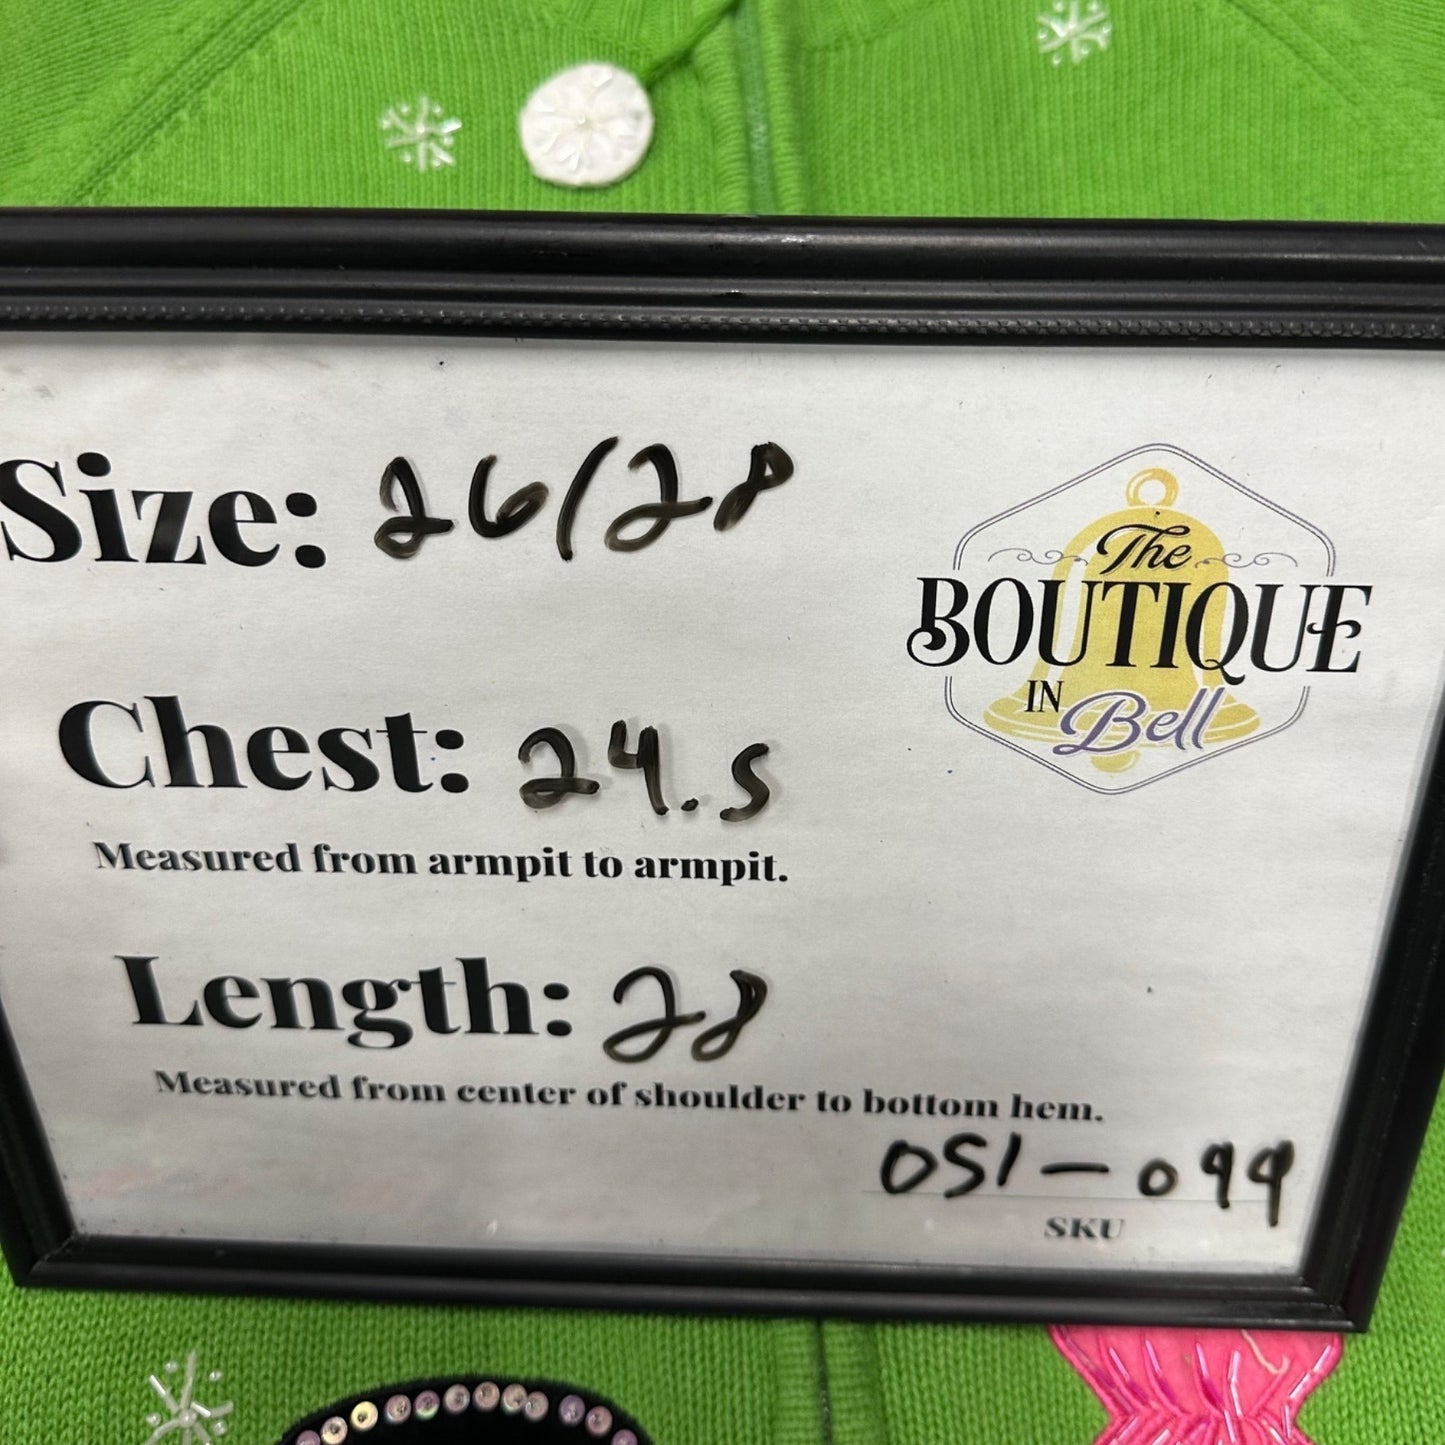 Size: 26/28
The
BOUTIQUE
IN Bell
Chest: 24.5
Measured from armpit to armpit.
Length: 28
Measured from center of shoulder to bottom hem.
051-099
SKU